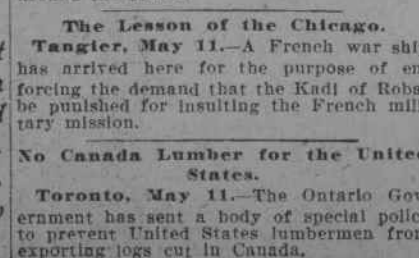 The Lesson of the Chicago.
Tangier, May 11.—A French war shi
has arrived here for the purpose of en
forcing the demand that the Kadi of Roba
be punished for insulting the French mili
tary mission.
No Canada Lumber for the Unite
States.
Toronto, May 11.—The Ontario Gov
ernment has sent a body of special polic
to prevent United States lumbermen from
exporting logs cut in Canada.